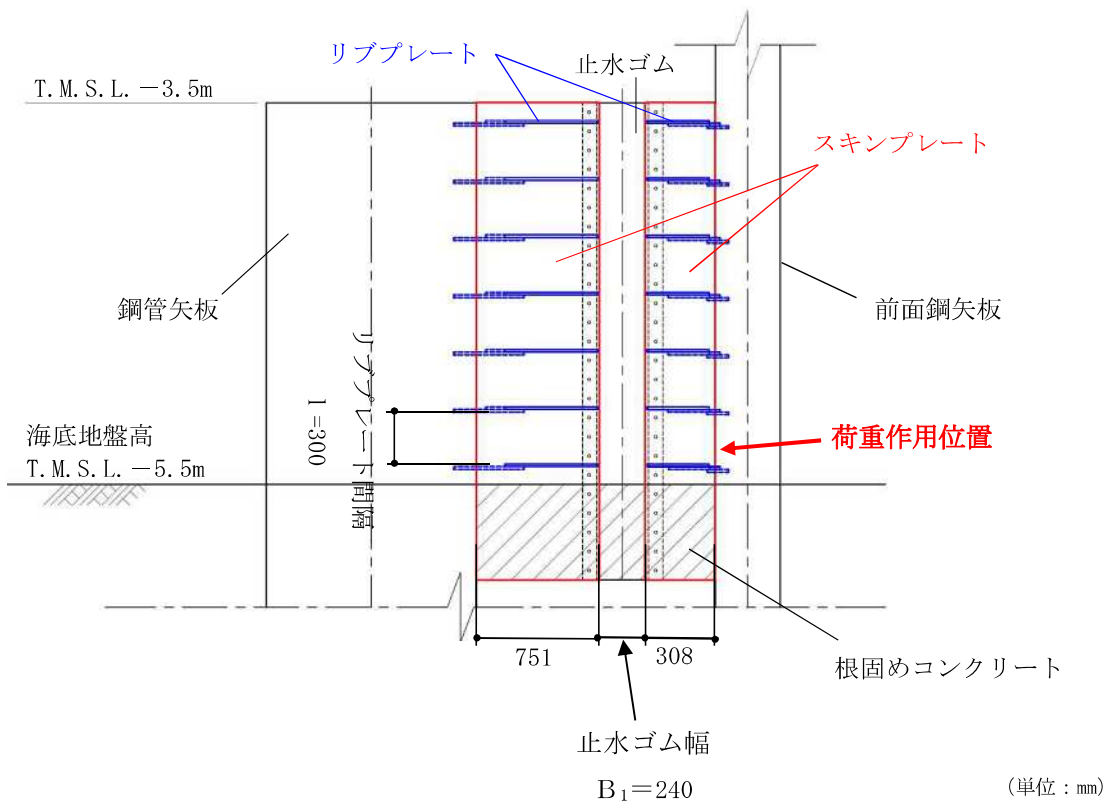 リブプレート
止水ゴム
T.M.S.L.－3.5m
スキンプレート
鋼管矢板
前面鋼矢板
リブプレート間隔
l=300
荷重作用位置
海底地盤高
T.M.S.L.－5.5m
751
308
根固めコンクリート
止水ゴム幅
B₁＝240
(単位：mm)